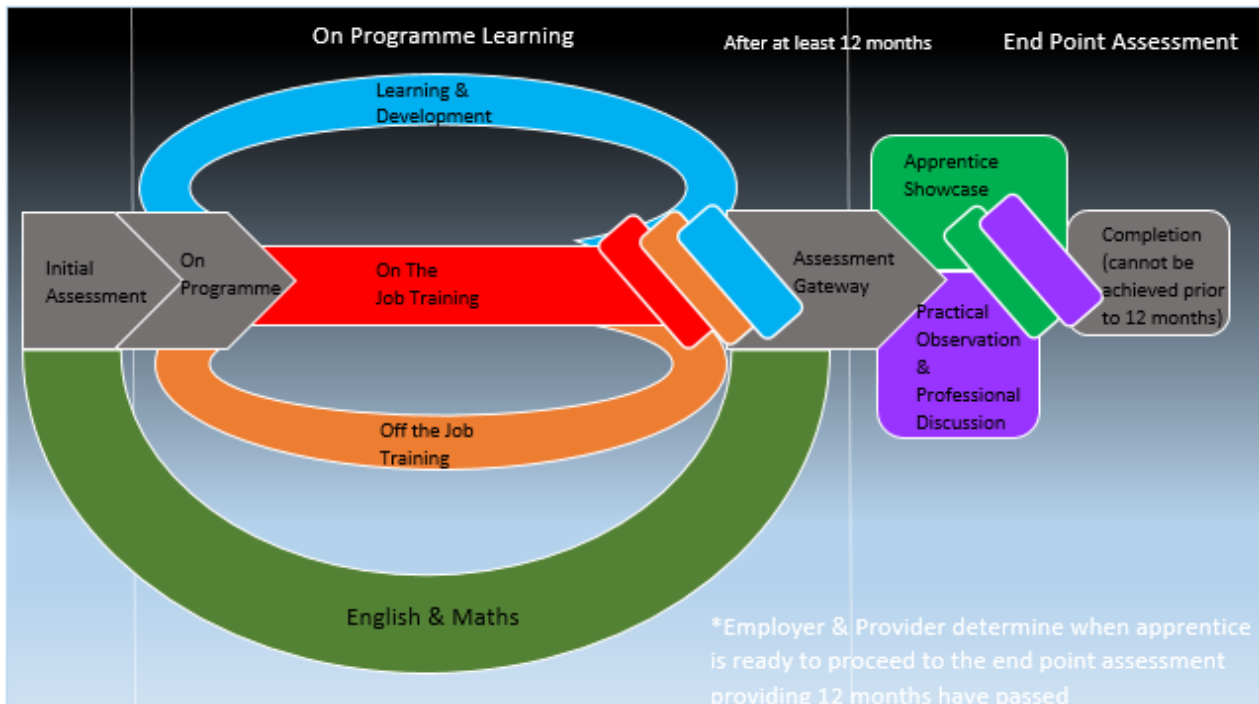 On Programme Learning
After at least 12 months
End Point Assessment
Learning &
Development
Initial
Assessment
On
Programme
On The
Job Training
Off the Job
Training
English & Maths
Assessment
Gateway
Apprentice
Showcase
Practical
Observation
&
Professional
Discussion
Completion
(cannot be
achieved prior
to 12 months)
*Employer & Provider determine when apprentice
is ready to proceed to the end point assessment
providing 12 months have passed